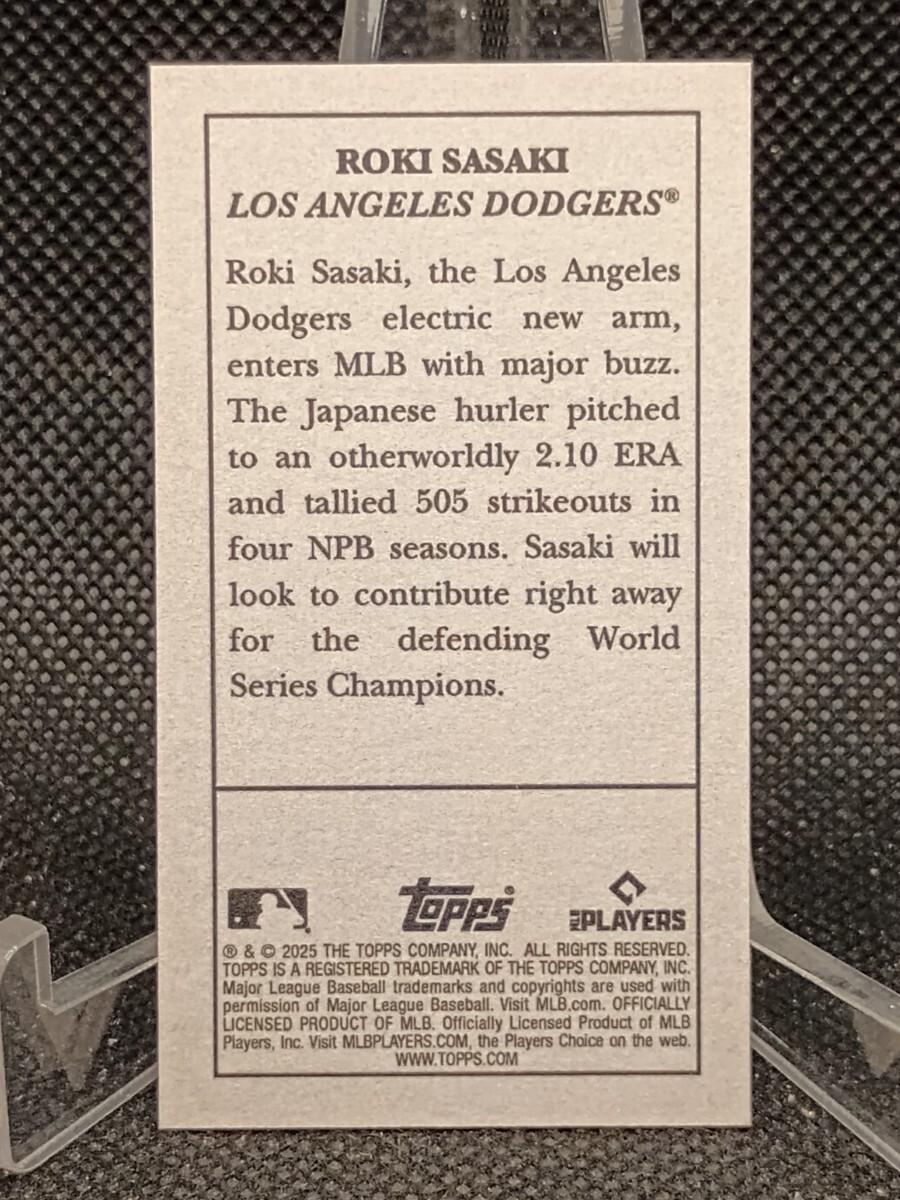 ROKI SASAKI
LOS ANGELES DODGERS®
Roki Sasaki, the Los Angeles
Dodgers electric new arm,
enters MLB with major buzz.
The Japanese hurler pitched
to an otherworldly 2.10 ERA
and tallied 505 strikeouts in
four NPB seasons. Sasaki will
look to contribute right away
for the defending World
Series Champions.
Topps® MLB PLAYERS
® & © 2025 THE TOPPS COMPANY, INC. ALL RIGHTS RESERVED.
TOPPS IS A REGISTERED TRADEMARK OF THE TOPPS COMPANY, INC.
Major League Baseball trademarks and copyrights are used with
permission of Major League Baseball. Visit MLB.com. OFFICIALLY
LICENSED PRODUCT OF MLB. Officially Licensed Product of MLB
Players, Inc. Visit MLBPLAYERS.COM, the Players Choice on the web.
WWW.TOPPS.COM